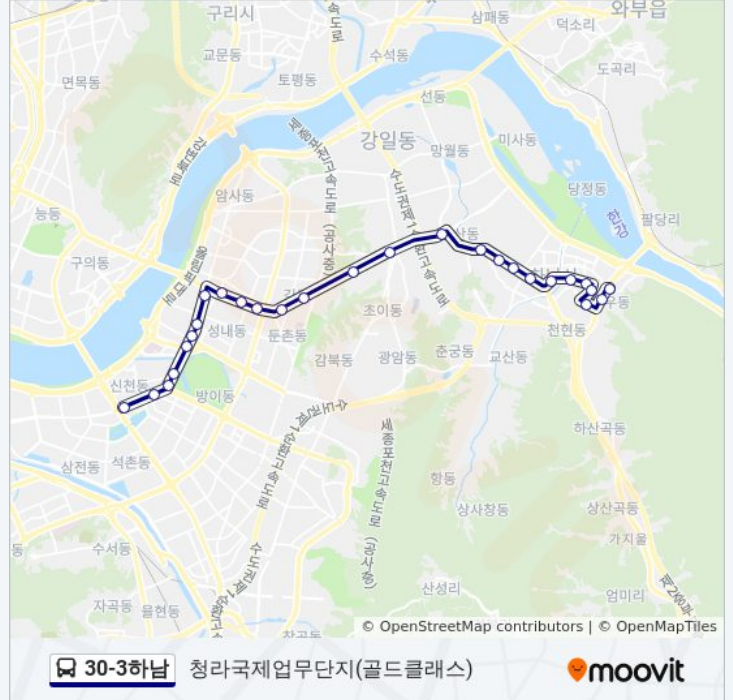 구리시
삼패동
와부읍
덕소리
교문동
수석동
도곡리
면목동
토평동
선동
강일동
미사동
망월동
당정동
암사동
한강
팔당리
능동
구의동
초이동
성내동
둔촌동
천현동
감북동
광암동
춘궁동
교산동
신천동
방이동
하산곡동
삼전동
석촌동
항동
상사창동
상산곡동
가지울
수서동
자곡동
율현동
산성리
엄미리
© OpenStreetMap contributors | © OpenMapTiles
30-3하남 청라국제업무단지(골드클래스)
moovit